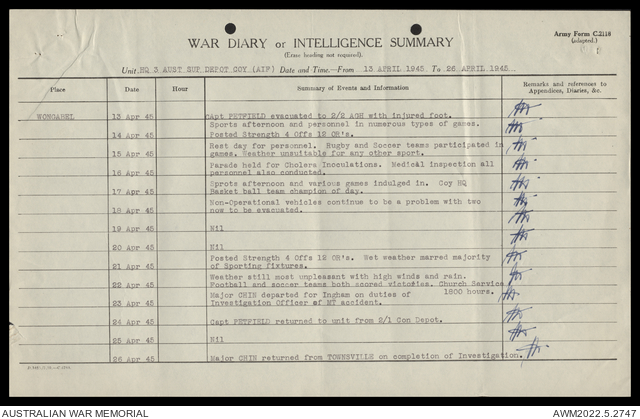 Army Form C.2118
(adapted.)
WAR DIARY or INTELLIGENCE SUMMARY
(Erase heading not required).
Unit HQ 3 AUST SUP DEPOT COY (AIF) Date and Time—From 13 APRIL 1945 To 26 APRIL 1945
Place Date Hour Summary of Events and Information Remarks and references to Appendices, Diaries, &c.
WONGABEL 13 Apr 45 Capt PETFIELD evacuated to 2/2 AGH with injured foot.
Sports afternoon and personnel in numerous types of games.
14 Apr 45 Posted Strength 4 Offs 12 OR's.
Rest day for personnel. Rugby and Soccer teams participated in
15 Apr 45 games. Weather unsuitable for any other sport.
Parade held for Cholera Inoculations. Medical inspection all
16 Apr 45 personnel also conducted.
Sprots afternoon and various games indulged in. Coy HQ
17 Apr 45 Basket ball team champion of day.
Non-Operational vehicles continue to be a problem with two
18 Apr 45 now to be evacuated.
19 Apr 45 Nil
20 Apr 45 Nil
Posted Strength 4 Offs 12 OR's. Wet weather marred majority
21 Apr 45 of Sporting fixtures.
Weather still most unpleasant with high winds and rain.
22 Apr 45 Football and soccer teams both scored victories. Church Service
Major CHIN departed for Ingham on duties of 1800 hours.
23 Apr 45 Investigation Officer of MT accident.
24 Apr 45 Capt PETFIELD returned to unit from 2/1 Con Depot.
25 Apr 45 Nil
26 Apr 45 Major CHIN returned from TOWNSVILLE on completion of Investigation.
AUSTRALIAN WAR MEMORIAL
AWM2022.5.2747